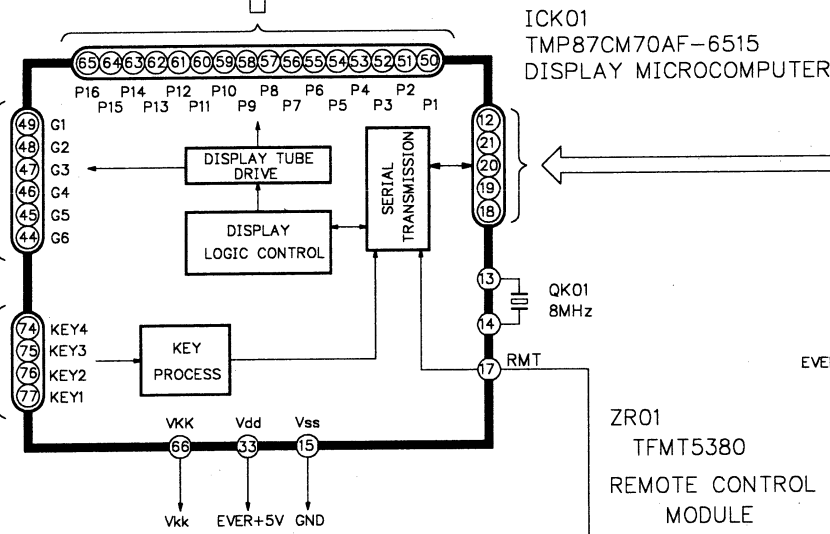 ICK01
TMP87CM70AF-6515
DISPLAY MICROCOMPUTER
65 64 63 62 61 60 59 58 57 56 55 54 53 52 51 50
P16 P14 P12 P10 P8 P6 P4 P2
P15 P13 P11 P9 P7 P5 P3 P1
49 G1
48 G2
47 G3
46 G4
45 G5
44 G6
12
21
20
19
18
DISPLAY TUBE
DRIVE
SERIAL
TRANSMISSION
DISPLAY
LOGIC CONTROL
13
14
QK01
8MHz
74 KEY4
75 KEY3
76 KEY2
77 KEY1
KEY
PROCESS
17 RMT
VKK Vdd Vss
66 33 15
Vkk EVER+5V GND
EVE
ZR01
TFMT5380
REMOTE CONTROL
MODULE